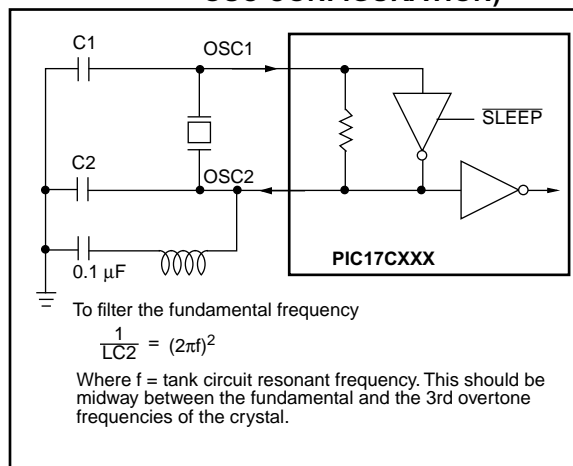 OSC CONFIGURATION)
C1
OSC1
SLEEP
C2
OSC2
0.1 μF
PIC17CXXX
To filter the fundamental frequency
1
LC2 = (2πf)2
Where f = tank circuit resonant frequency. This should be
midway between the fundamental and the 3rd overtone
frequencies of the crystal.